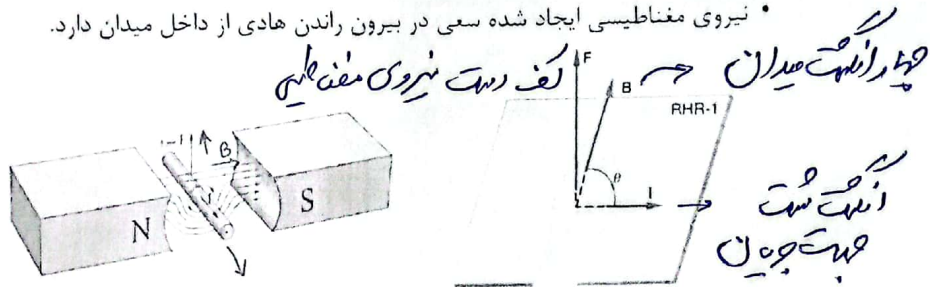 • نیروی مغناطیسی ایجاد شده سعی در بیرون راندن هادی از داخل میدان دارد.
چهار انگشت میدان
کف دست نیروی مغناطیسی
F
B
RHR-1
θ
I
انگشت شست
جهت جریان
B
I
N
S